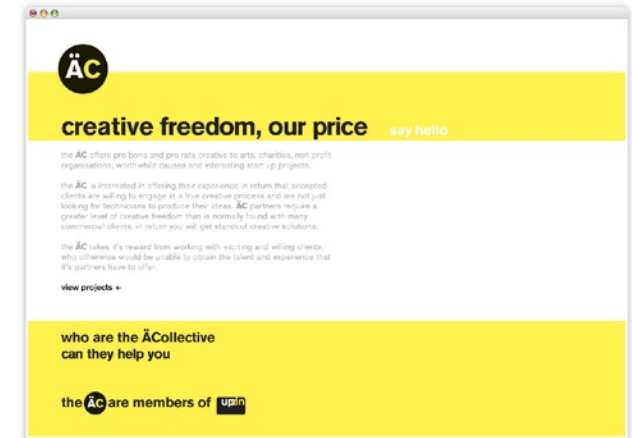 ÄC
creative freedom, our price say hello
the ÄC offers pro bono and pro rata creative to arts, charities, non profit
organisations, worthwhile causes and interesting start up projects.
the ÄC is interested in offering their experience in return that accepted
clients are willing to engage in a true creative process and are not just
looking for technicians to produce their ideas. ÄC partners require a
greater level of creative freedom than is normally found with many
commercial clients, in return you will get standout creative solutions.
the ÄC takes it's reward from working with exciting and willing clients,
who otherwise would be unable to obtain the talent and experience that
it's partners have to offer.
view projects ←
who are the ÄCollective
can they help you
the ÄC are members of upin